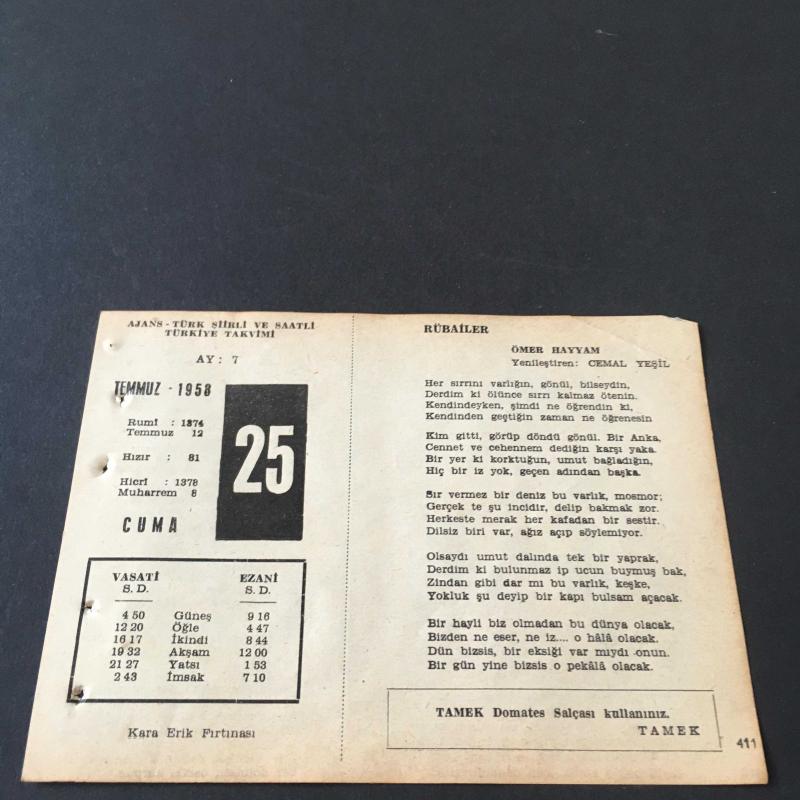 AJANS - TÜRK ŞİİRLİ VE SAATLİ
TÜRKİYE TAKVİMİ
AY : 7
TEMMUZ - 1958
Rumî : 1374
Temmuz 12
Hızır : 81
Hicrî : 1378
Muharrem 8
CUMA
25
VASATİ EZANİ
S. D. S. D.
4 50 Güneş 9 16
12 20 Öğle 4 47
16 17 İkindi 8 44
19 32 Akşam 12 00
21 27 Yatsı 1 53
2 43 İmsak 7 10
Kara Erik Fırtınası
RÜBAİLER
ÖMER HAYYAM
Yenileştiren: CEMAL YEŞİL
Her sırrını varlığın, gönül, bilseydin,
Derdim ki ölünce sırrı kalmaz ötenin.
Kendindeyken, şimdi ne öğrendin ki,
Kendinden geçtiğin zaman ne öğrenesin
Kim gitti, görüp döndü gönül. Bir Anka,
Cennet ve cehennem dediğin karşı yaka.
Bir yer ki korktuğun, umut bağladığın,
Hiç bir iz yok, geçen adından başka.
Sır vermez bir deniz bu varlık, mosmor;
Gerçek te şu incidir, delip bakmak zor.
Herkeste merak her kafadan bir sestir.
Dilsiz biri var, ağız açıp söylemiyor.
Olsaydı umut dalında tek bir yaprak,
Derdim ki bulunmaz ip ucun buymuş bak,
Zindan gibi dar mı bu varlık, keşke,
Yokluk şu deyip bir kapı bulsam açacak.
Bir hayli biz olmadan bu dünya olacak,
Bizden ne eser, ne iz.... o hâlâ olacak.
Dün bizsis, bir eksiği var mıydı onun.
Bir gün yine bizsis o pekâlâ olacak.
TAMEK Domates Salçası kullanınız.
TAMEK
411